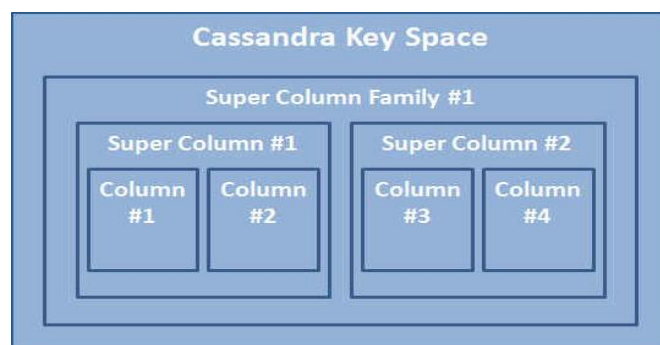 Cassandra Key Space
Super Column Family #1
Super Column #1
Super Column #2
Column
#1
Column
#2
Column
#3
Column
#4